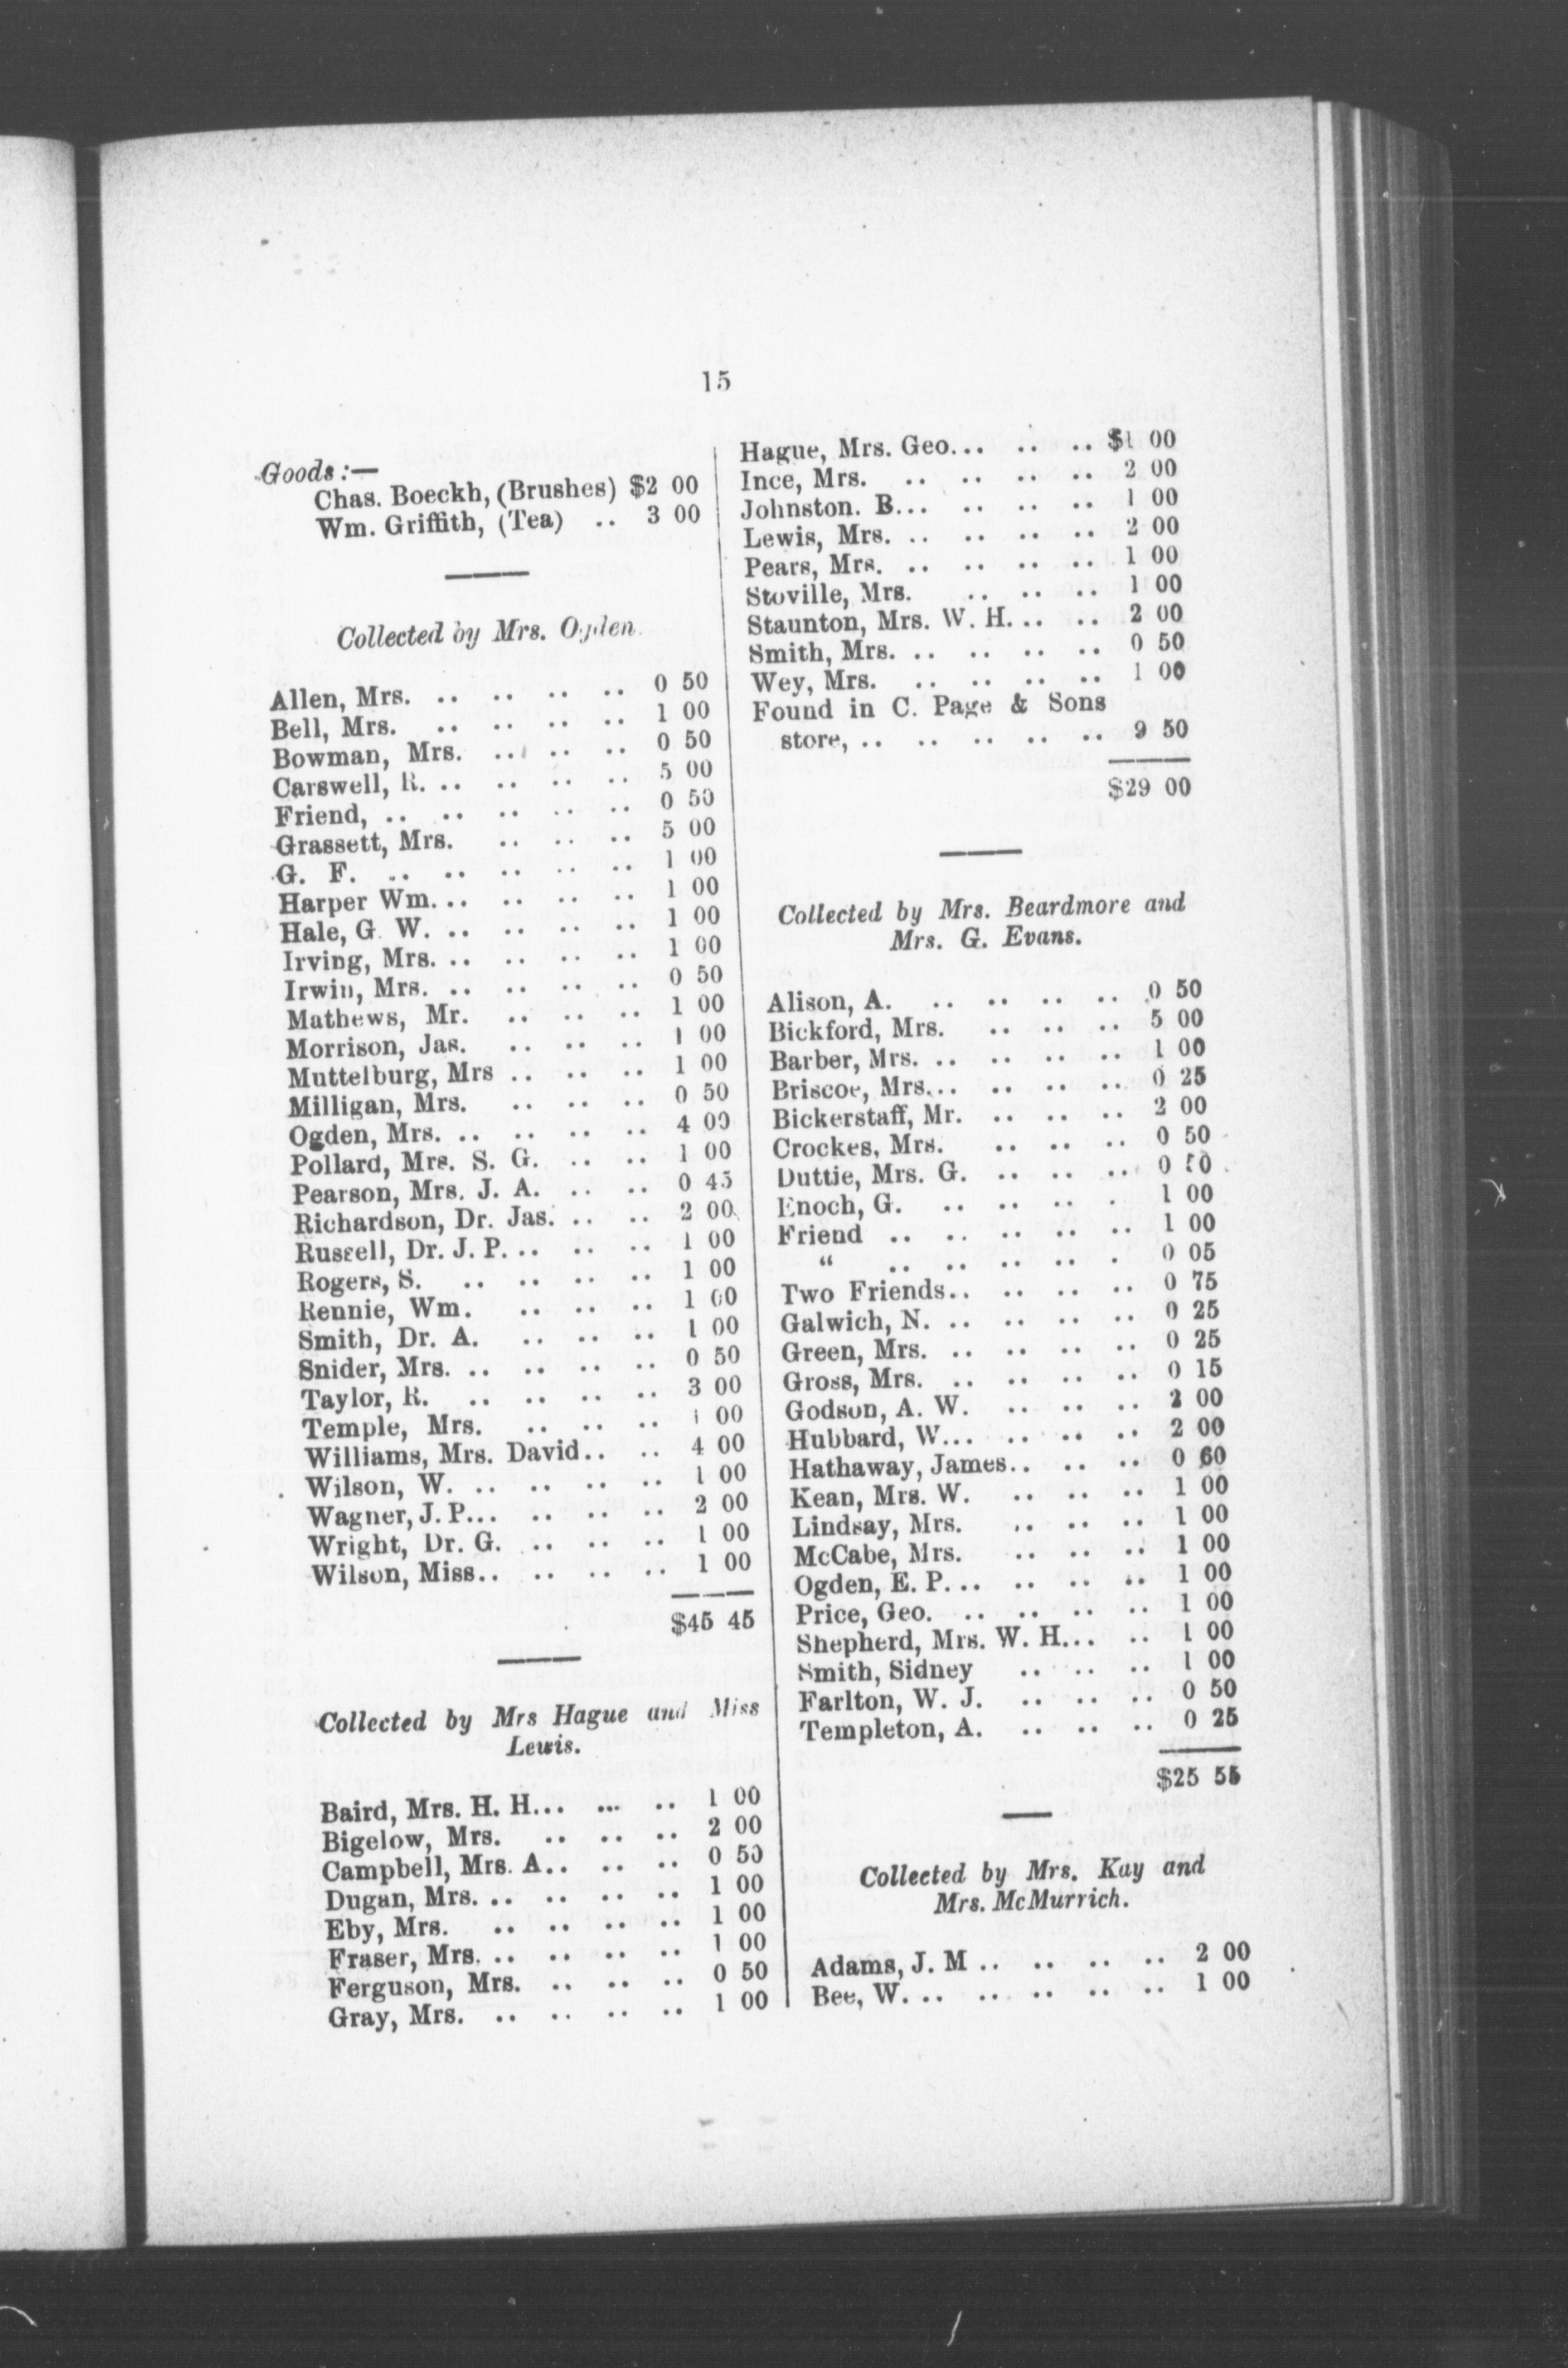 15
Goods :—
Chas. Boeckh, (Brushes) $2 00
Wm. Griffith, (Tea) .. 3 00
Collected by Mrs. Ogden.
Allen, Mrs. .. .. .. .. 0 50
Bell, Mrs. .. .. .. .. 1 00
Bowman, Mrs. .. .. .. 0 50
Carswell, R. .. .. .. .. 5 00
Friend, .. .. .. .. .. 0 50
Grassett, Mrs. .. .. .. 5 00
G. F. .. .. .. .. .. 1 00
Harper Wm. .. .. .. .. 1 00
Hale, G. W. .. .. .. .. 1 00
Irving, Mrs. .. .. .. .. 1 00
Irwin, Mrs. .. .. .. .. 0 50
Mathews, Mr. .. .. .. 1 00
Morrison, Jas. .. .. .. 1 00
Muttelburg, Mrs .. .. .. 1 00
Milligan, Mrs. .. .. .. 0 50
Ogden, Mrs. .. .. .. .. 4 00
Pollard, Mrs. S. G. .. .. 1 00
Pearson, Mrs. J. A. .. .. 0 45
Richardson, Dr. Jas. .. .. 2 00
Russell, Dr. J. P. .. .. .. 1 00
Rogers, S. .. .. .. .. 1 00
Rennie, Wm. .. .. .. 1 00
Smith, Dr. A. .. .. .. 1 00
Snider, Mrs. .. .. .. .. 0 50
Taylor, R. .. .. .. .. 3 00
Temple, Mrs. .. .. .. 1 00
Williams, Mrs. David.. .. 4 00
Wilson, W. .. .. .. .. 1 00
Wagner, J. P... .. .. .. 2 00
Wright, Dr. G. .. .. .. 1 00
Wilson, Miss.. .. .. .. 1 00
$45 45
Collected by Mrs Hague and Miss
Lewis.
Baird, Mrs. H. H... ... .. 1 00
Bigelow, Mrs. .. .. .. 2 00
Campbell, Mrs. A.. .. .. 0 50
Dugan, Mrs. .. .. .. .. 1 00
Eby, Mrs. .. .. .. .. 1 00
Fraser, Mrs. .. .. .. .. 1 00
Ferguson, Mrs. .. .. .. 0 50
Gray, Mrs. .. .. .. .. 1 00
Hague, Mrs. Geo... .. .. $1 00
Ince, Mrs. .. .. .. .. 2 00
Johnston. B... .. .. .. 1 00
Lewis, Mrs. .. .. .. .. 2 00
Pears, Mrs. .. .. .. .. 1 00
Stoville, Mrs. .. .. .. 1 00
Staunton, Mrs. W. H. .. .. 2 00
Smith, Mrs. .. .. .. .. 0 50
Wey, Mrs. .. .. .. .. 1 00
Found in C. Page & Sons
store, .. .. .. .. .. 9 50
$29 00
Collected by Mrs. Beardmore and
Mrs. G. Evans.
Alison, A. .. .. .. .. 0 50
Bickford, Mrs. .. .. .. 5 00
Barber, Mrs. .. .. .. .. 1 00
Briscoe, Mrs... .. .. .. 0 25
Bickerstaff, Mr. .. .. .. 2 00
Crockes, Mrs. .. .. .. 0 50
Duttie, Mrs. G. .. .. .. 0 50
Enoch, G. .. .. .. . 1 00
Friend .. .. .. .. .. 1 00
" .. .. .. .. . 0 05
Two Friends.. .. .. .. 0 75
Galwich, N. .. .. .. .. 0 25
Green, Mrs. .. .. .. .. 0 25
Gross, Mrs. .. .. .. .. 0 15
Godson, A. W. .. .. .. 2 00
Hubbard, W... .. .. .. 2 00
Hathaway, James.. .. .. 0 60
Kean, Mrs. W. .. .. .. 1 00
Lindsay, Mrs. .. .. .. 1 00
McCabe, Mrs. .. .. .. 1 00
Ogden, E. P. .. .. .. 1 00
Price, Geo. .. .. .. .. 1 00
Shepherd, Mrs. W. H... .. 1 00
Smith, Sidney .. .. .. 1 00
Farlton, W. J. .. .. .. 0 50
Templeton, A. .. .. .. 0 25
$25 55
Collected by Mrs. Kay and
Mrs. McMurrich.
Adams, J. M .. .. .. .. 2 00
Bee, W. .. .. .. .. .. 1 00